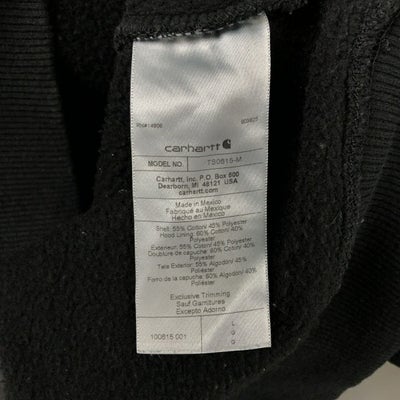 carhartt
MODEL NO. TS0615-M
Carhartt, Inc. P.O. Box 600
Dearborn, MI 48121 USA
www.carhartt.com
Made in Mexico
Fabriqué au Mexique
Hecho en Mexico
Shell: 55% Cotton/ 45% Polyester
Hood Lining: 60% Cotton/ 40%
Polyester
Exterieur: 55% Coton/ 45% Polyester
Doublure de capuche: 60% Coton/ 40%
Polyester
Tela Exterior: 55% Algodón/ 45%
Poliéster
Forro de la capucha: 60% Algodón/ 40%
Poliéster
Exclusive Trimming
Sauf Garnitures
Excepto Adorno
100615 001
L
G
G